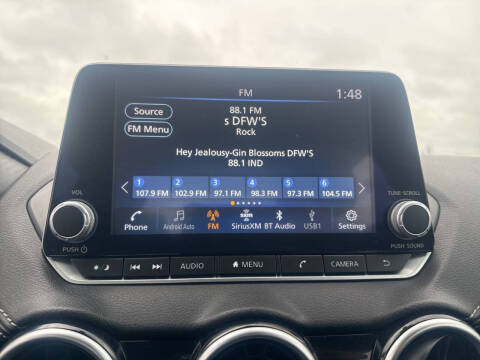 FM
1:48
Source
88.1 FM
s DFW'S
FM Menu
Rock
Hey Jealousy-Gin Blossoms DFW'S
88.1 IND
1 2 3 4 5 6
107.9 FM 102.9 FM 97.1 FM 98.3 FM 97.3 FM 104.5 FM
VOL
TUNE·SCROLL
sxm
Phone Android Auto FM SiriusXM BT Audio USB1 Settings
PUSH
PUSH SOUND
AUDIO MENU CAMERA